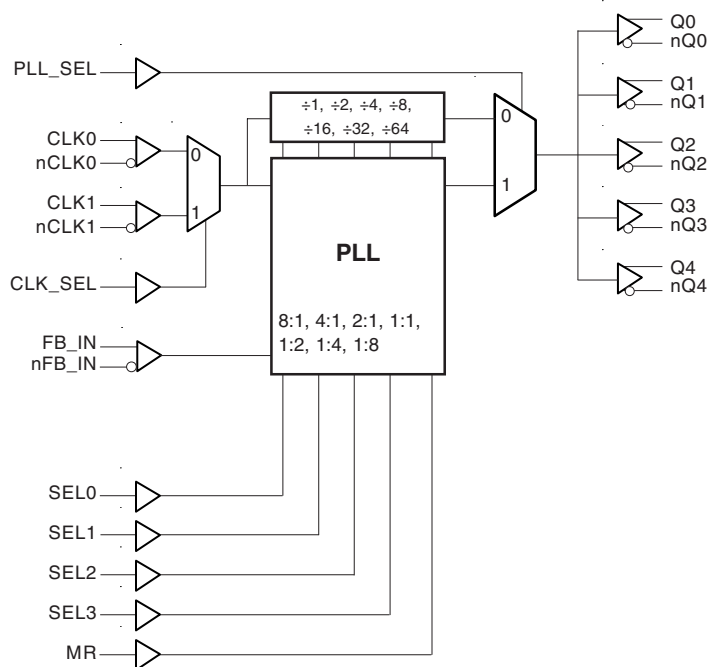 PLL_SEL
CLK0
nCLK0
CLK1
nCLK1
CLK_SEL
FB_IN
nFB_IN
0
1
÷1, ÷2, ÷4, ÷8,
÷16, ÷32, ÷64
PLL
8:1, 4:1, 2:1, 1:1,
1:2, 1:4, 1:8
0
1
Q0
nQ0
Q1
nQ1
Q2
nQ2
Q3
nQ3
Q4
nQ4
SEL0
SEL1
SEL2
SEL3
MR